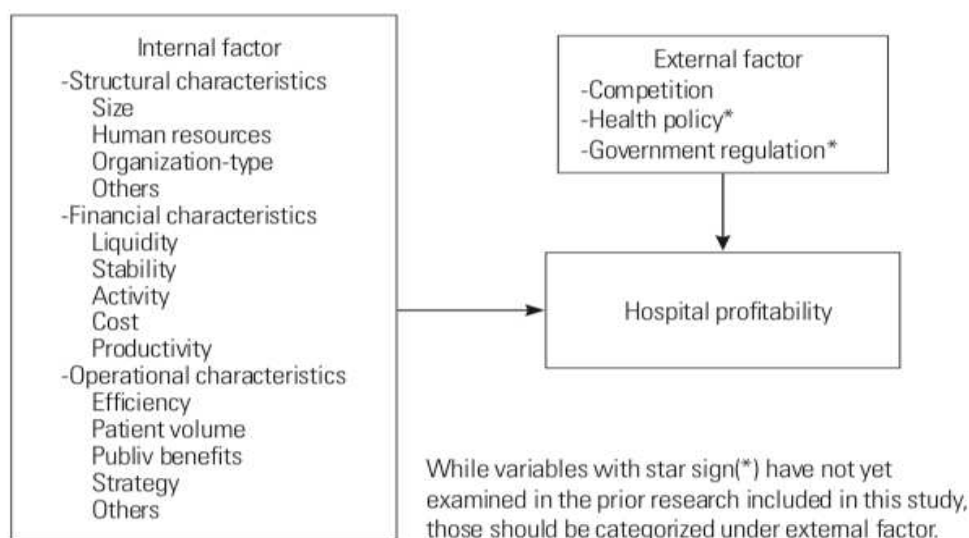 Internal factor
-Structural characteristics
Size
Human resources
Organization-type
Others
-Financial characteristics
Liquidity
Stability
Activity
Cost
Productivity
-Operational characteristics
Efficiency
Patient volume
Publiv benefits
Strategy
Others
External factor
-Competition
-Health policy*
-Government regulation*
Hospital profitability
While variables with star sign(*) have not yet
examined in the prior research included in this study,
those should be categorized under external factor.